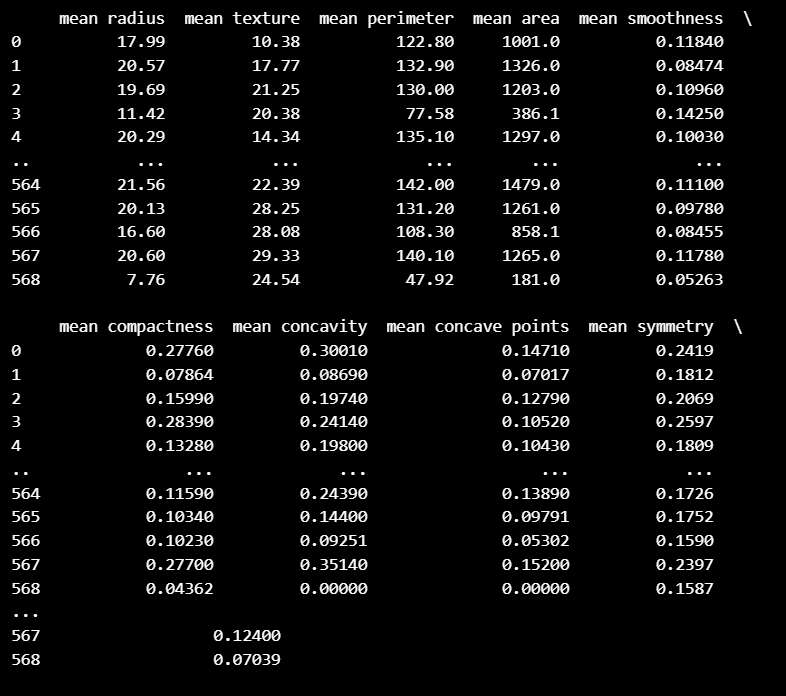 mean radius  mean texture  mean perimeter  mean area  mean smoothness  \
0          17.99         10.38          122.80     1001.0          0.11840
1          20.57         17.77          132.90     1326.0          0.08474
2          19.69         21.25          130.00     1203.0          0.10960
3          11.42         20.38           77.58      386.1          0.14250
4          20.29         14.34          135.10     1297.0          0.10030
..           ...           ...             ...        ...              ...
564        21.56         22.39          142.00     1479.0          0.11100
565        20.13         28.25          131.20     1261.0          0.09780
566        16.60         28.08          108.30      858.1          0.08455
567        20.60         29.33          140.10     1265.0          0.11780
568         7.76         24.54           47.92      181.0          0.05263

     mean compactness  mean concavity  mean concave points  mean symmetry  \
0             0.27760         0.30010              0.14710         0.2419
1             0.07864         0.08690              0.07017         0.1812
2             0.15990         0.19740              0.12790         0.2069
3             0.28390         0.24140              0.10520         0.2597
4             0.13280         0.19800              0.10430         0.1809
..                ...             ...                  ...            ...
564           0.11590         0.24390              0.13890         0.1726
565           0.10340         0.14400              0.09791         0.1752
566           0.10230         0.09251              0.05302         0.1590
567           0.27700         0.35140              0.15200         0.2397
568           0.04362         0.00000              0.00000         0.1587
...
567                  0.12400
568                  0.07039